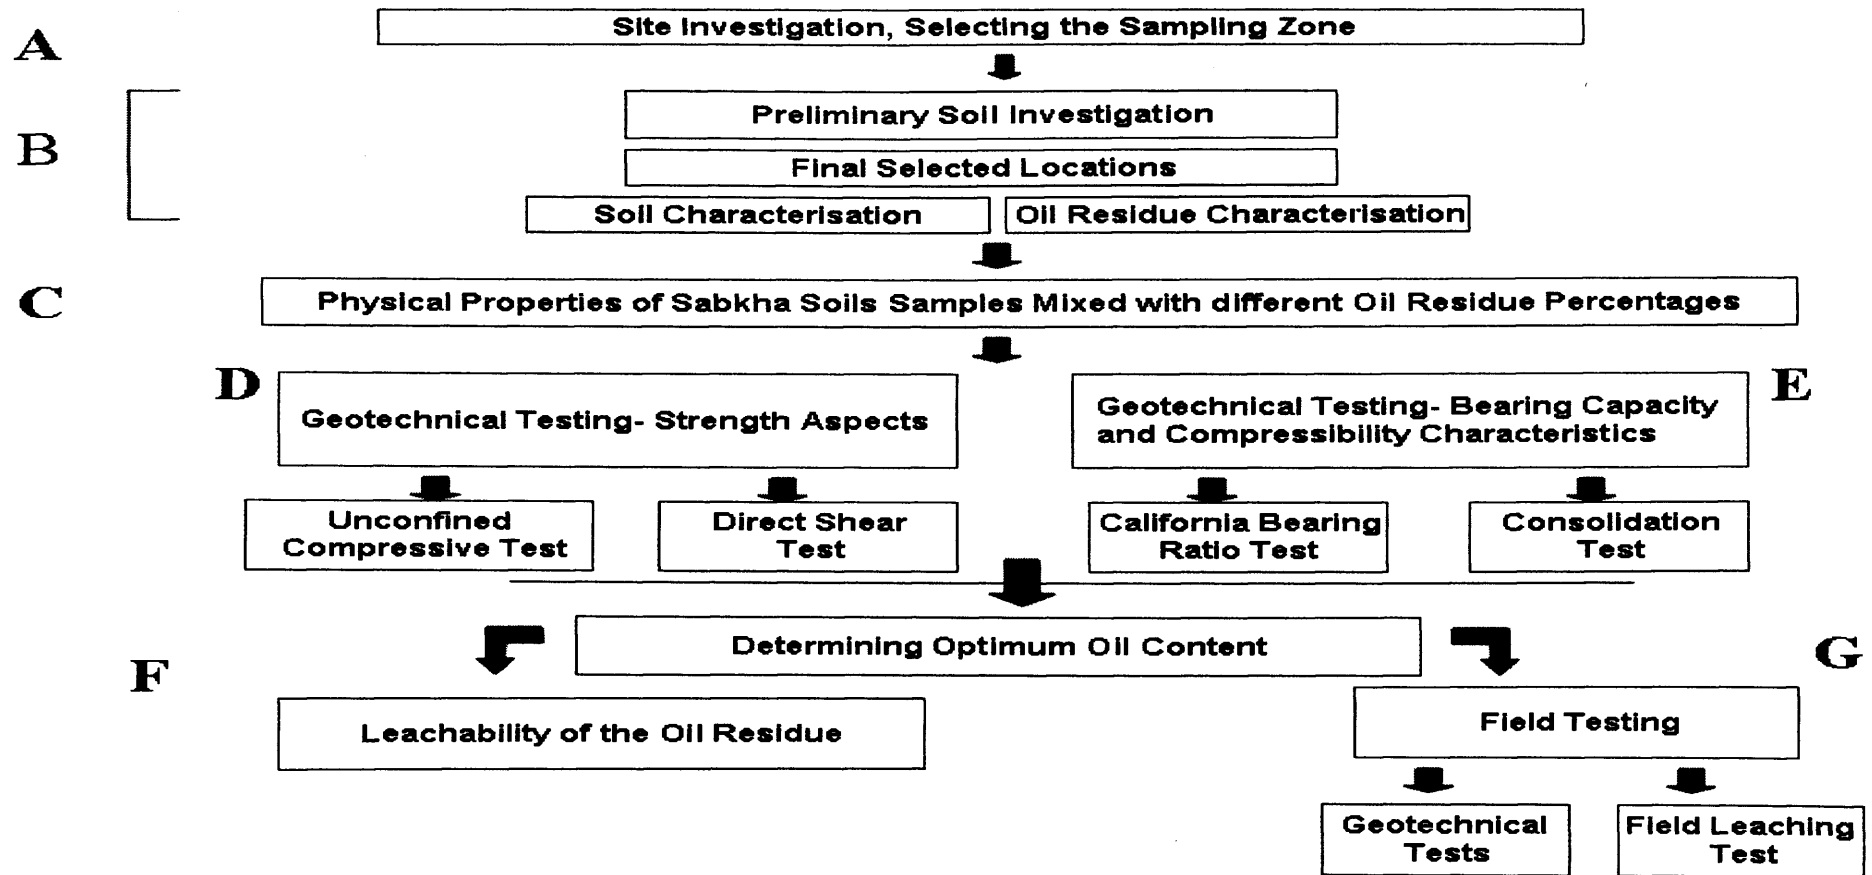 A
Site Investigation, Selecting the Sampling Zone
B
Preliminary Soil Investigation
Final Selected Locations
Soil Characterisation
Oil Residue Characterisation
C
Physical Properties of Sabkha Soils Samples Mixed with different Oil Residue Percentages
D
Geotechnical Testing- Strength Aspects
E
Geotechnical Testing- Bearing Capacity
and Compressibility Characteristics
Unconfined
Compressive Test
Direct Shear
Test
California Bearing
Ratio Test
Consolidation
Test
Determining Optimum Oil Content
F
Leachability of the Oil Residue
G
Field Testing
Geotechnical
Tests
Field Leaching
Test